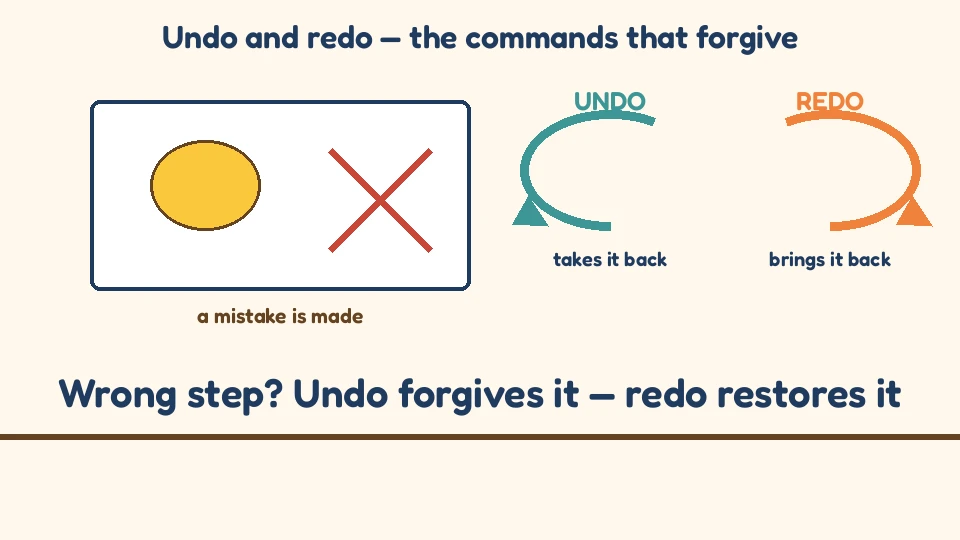 Undo and redo — the commands that forgive
UNDO
REDO
takes it back
brings it back
a mistake is made
Wrong step? Undo forgives it — redo restores it